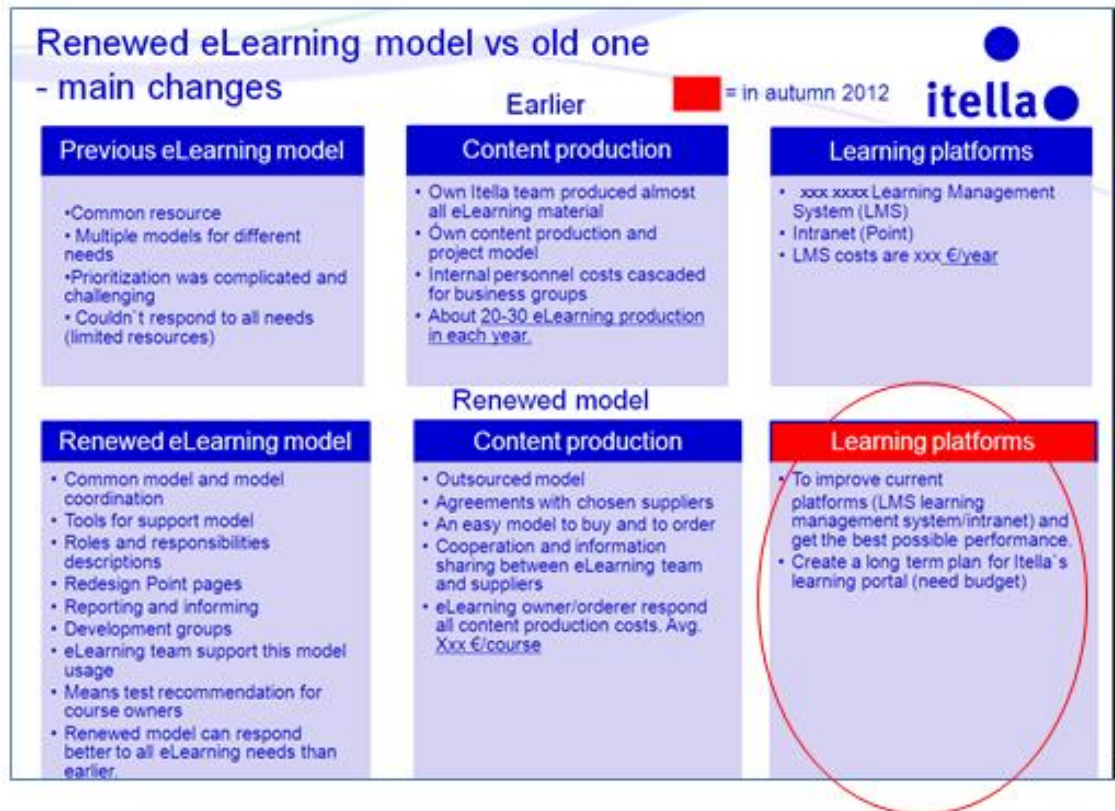 Renewed eLearning model vs old one
- main changes
Earlier
= in autumn 2012
itella
Previous eLearning model
•Common resource
• Multiple models for different
needs
•Prioritization was complicated and
challenging
• Couldn`t respond to all needs
(limited resources)
Content production
• Own Itella team produced almost
all eLearning material
• Ówn content production and
project model
• Internal personnel costs cascaded
for business groups
• About 20-30 eLearning production
in each year.
Learning platforms
• xxx xxxx Learning Management
System (LMS)
• Intranet (Point)
• LMS costs are xxx €/year
Renewed model
Renewed eLearning model
• Common model and model
coordination
• Tools for support model
• Roles and responsibilities
descriptions
• Redesign Point pages
• Reporting and informing
• Development groups
• eLearning team support this model
usage
• Means test recommendation for
course owners
• Renewed model can respond
better to all eLearning needs than
earlier.
Content production
• Outsourced model
• Agreements with chosen suppliers
• An easy model to buy and to order
• Cooperation and information
sharing between eLearning team
and suppliers
• eLearning owner/orderer respond
all content production costs. Avg.
Xxx €/course
Learning platforms
• To improve current
platforms (LMS learning
management system/intranet) and
get the best possible performance.
• Create a long term plan for Itella`s
learning portal (need budget)